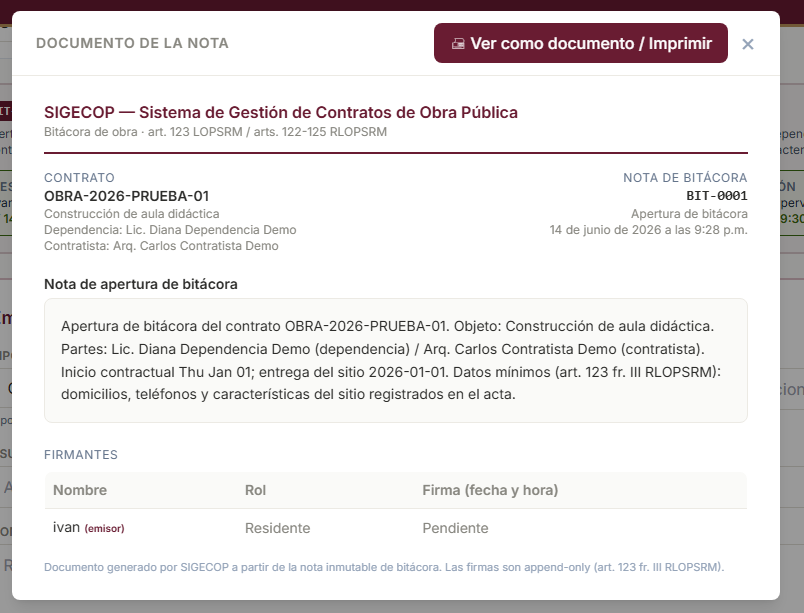 DOCUMENTO DE LA NOTA
Ver como documento / Imprimir
SIGECOP — Sistema de Gestión de Contratos de Obra Pública
Bitácora de obra · art. 123 LOPSRM / arts. 122-125 RLOPSRM
CONTRATO
OBRA-2026-PRUEBA-01
Construcción de aula didáctica
Dependencia: Lic. Diana Dependencia Demo
Contratista: Arq. Carlos Contratista Demo
NOTA DE BITÁCORA
BIT-0001
Apertura de bitácora
14 de junio de 2026 a las 9:28 p.m.
Nota de apertura de bitácora
Apertura de bitácora del contrato OBRA-2026-PRUEBA-01. Objeto: Construcción de aula didáctica.
Partes: Lic. Diana Dependencia Demo (dependencia) / Arq. Carlos Contratista Demo (contratista).
Inicio contractual Thu Jan 01; entrega del sitio 2026-01-01. Datos mínimos (art. 123 fr. III RLOPSRM):
domicilios, teléfonos y características del sitio registrados en el acta.
FIRMANTES
Nombre Rol Firma (fecha y hora)
ivan (emisor) Residente Pendiente
Documento generado por SIGECOP a partir de la nota inmutable de bitácora. Las firmas son append-only (art. 123 fr. III RLOPSRM).